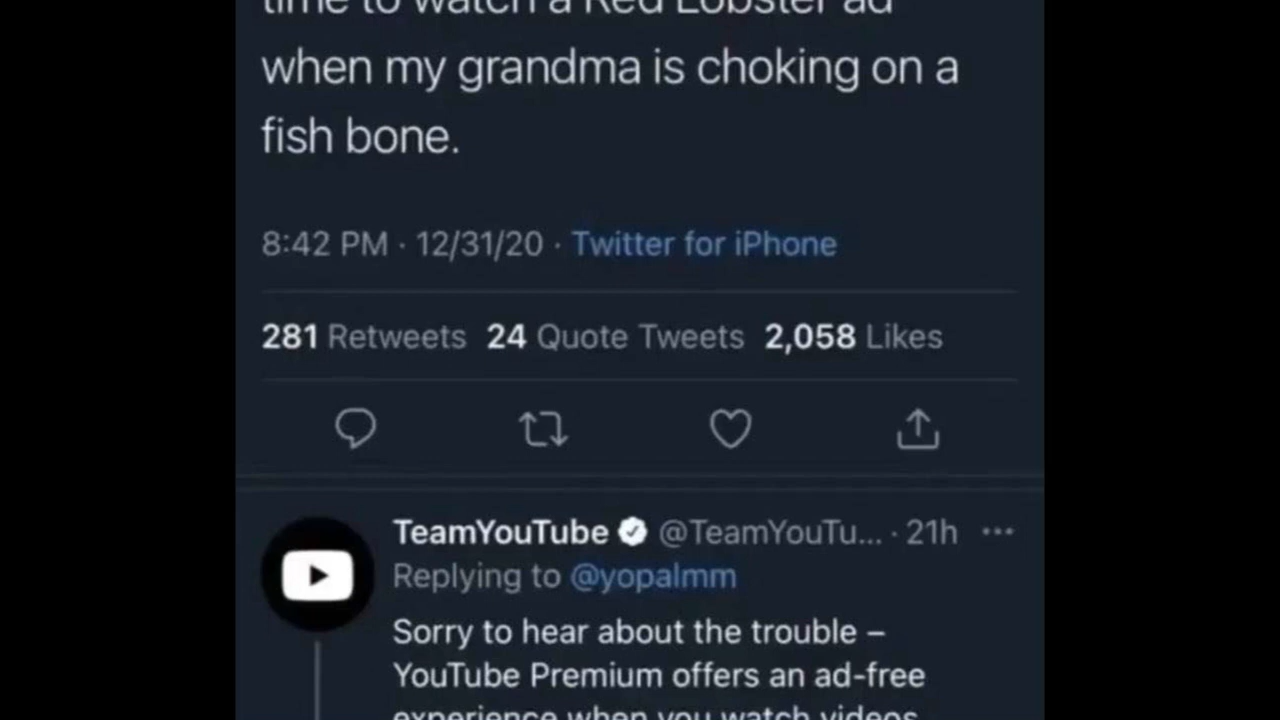 time to watch a Red Lobster ad
when my grandma is choking on a
fish bone.
8:42 PM · 12/31/20 · Twitter for iPhone
281 Retweets 24 Quote Tweets 2,058 Likes
TeamYouTube @TeamYouTu... · 21h
Replying to @yopalmm
Sorry to hear about the trouble –
YouTube Premium offers an ad-free
experience when you watch videos